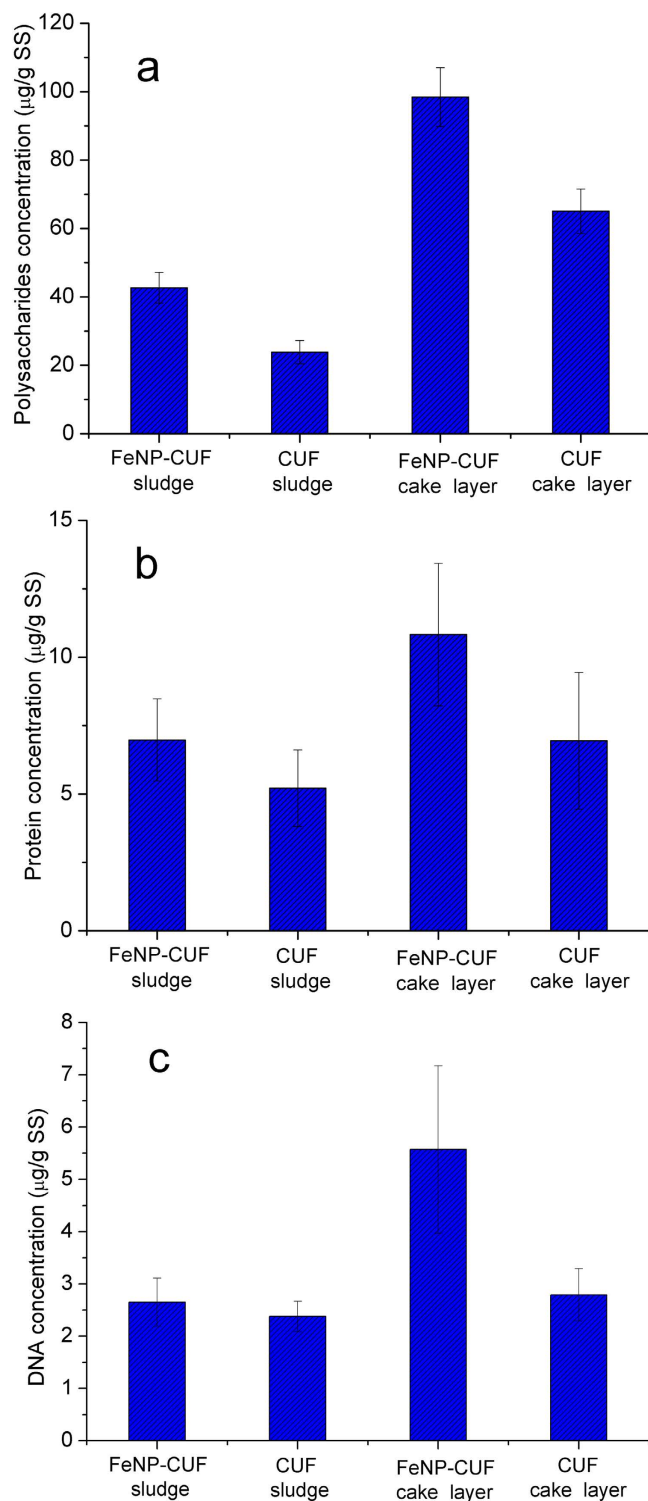 a
Polysaccharides concentration (μg/g SS)
120
100
80
60
40
20
0
FeNP-CUF
sludge
CUF
sludge
FeNP-CUF
cake layer
CUF
cake layer
b
Protein concentration (μg/g SS)
15
10
5
0
FeNP-CUF
sludge
CUF
sludge
FeNP-CUF
cake layer
CUF
cake layer
c
DNA concentration (μg/g SS)
8
7
6
5
4
3
2
1
0
FeNP-CUF
sludge
CUF
sludge
FeNP-CUF
cake layer
CUF
cake layer